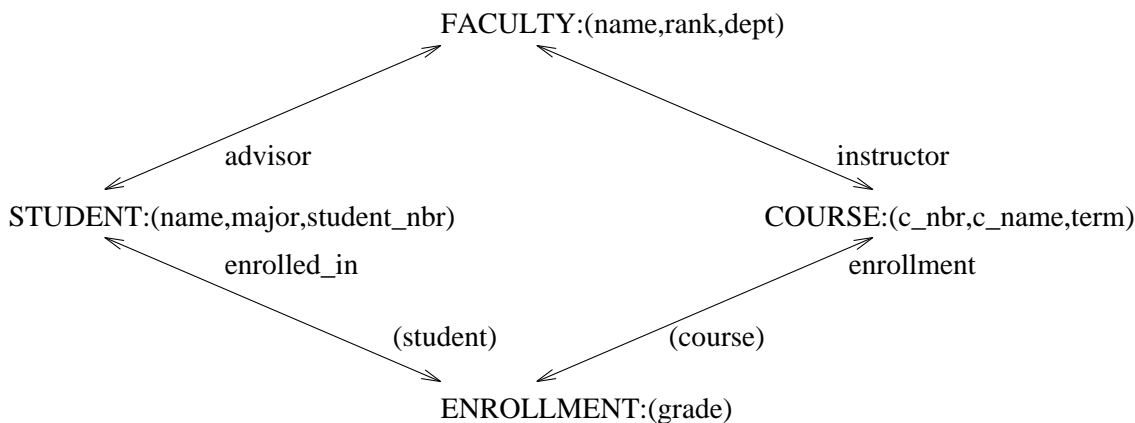 FACULTY:(name,rank,dept)
advisor
instructor
STUDENT:(name,major,student_nbr)
COURSE:(c_nbr,c_name,term)
enrolled_in
enrollment
(student)
(course)
ENROLLMENT:(grade)